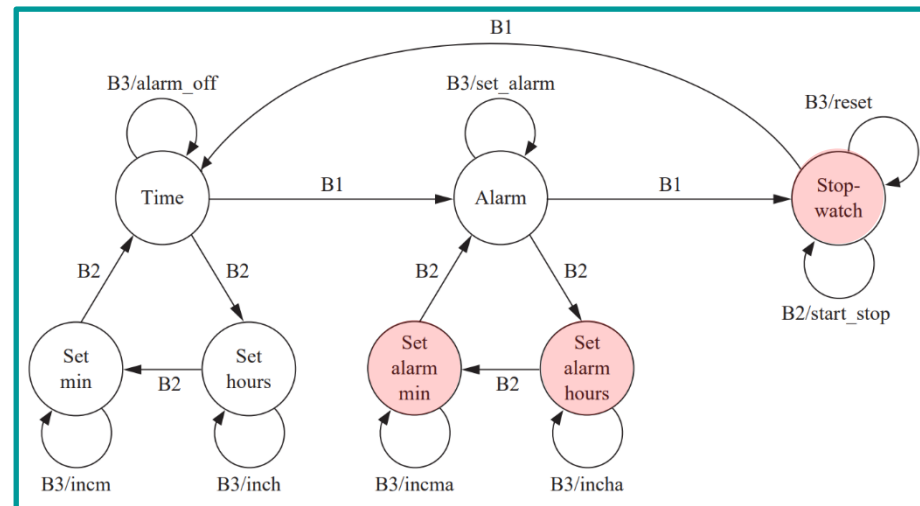 B1
B3/alarm_off
B3/set_alarm
B3/reset
Time
B1
Alarm
B1
Stop-
watch
B2
B2
B2
B2
B2/start_stop
Set
min
B2
Set
hours
Set
alarm
min
B2
Set
alarm
hours
B3/incm
B3/inch
B3/incma
B3/incha